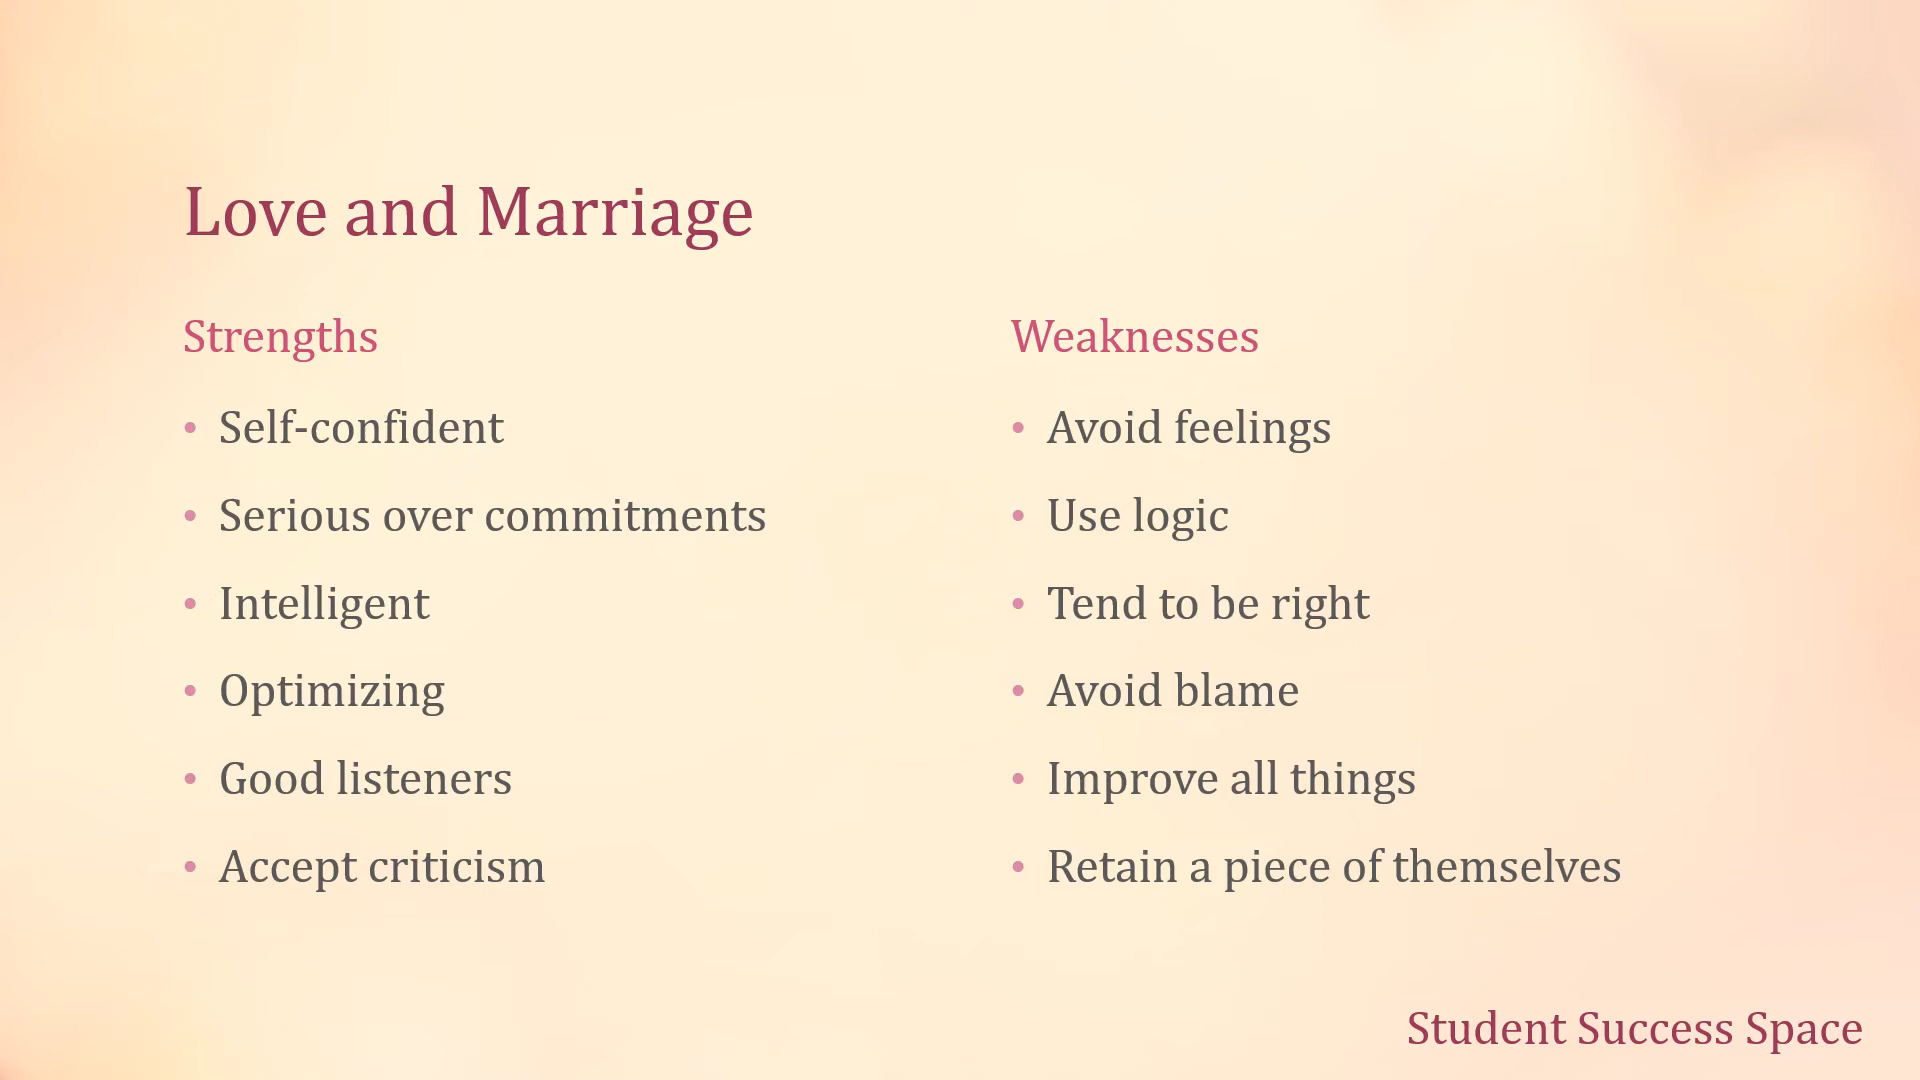 Love and Marriage
Strengths
• Self-confident
• Serious over commitments
• Intelligent
• Optimizing
• Good listeners
• Accept criticism
Weaknesses
• Avoid feelings
• Use logic
• Tend to be right
• Avoid blame
• Improve all things
• Retain a piece of themselves
Student Success Space